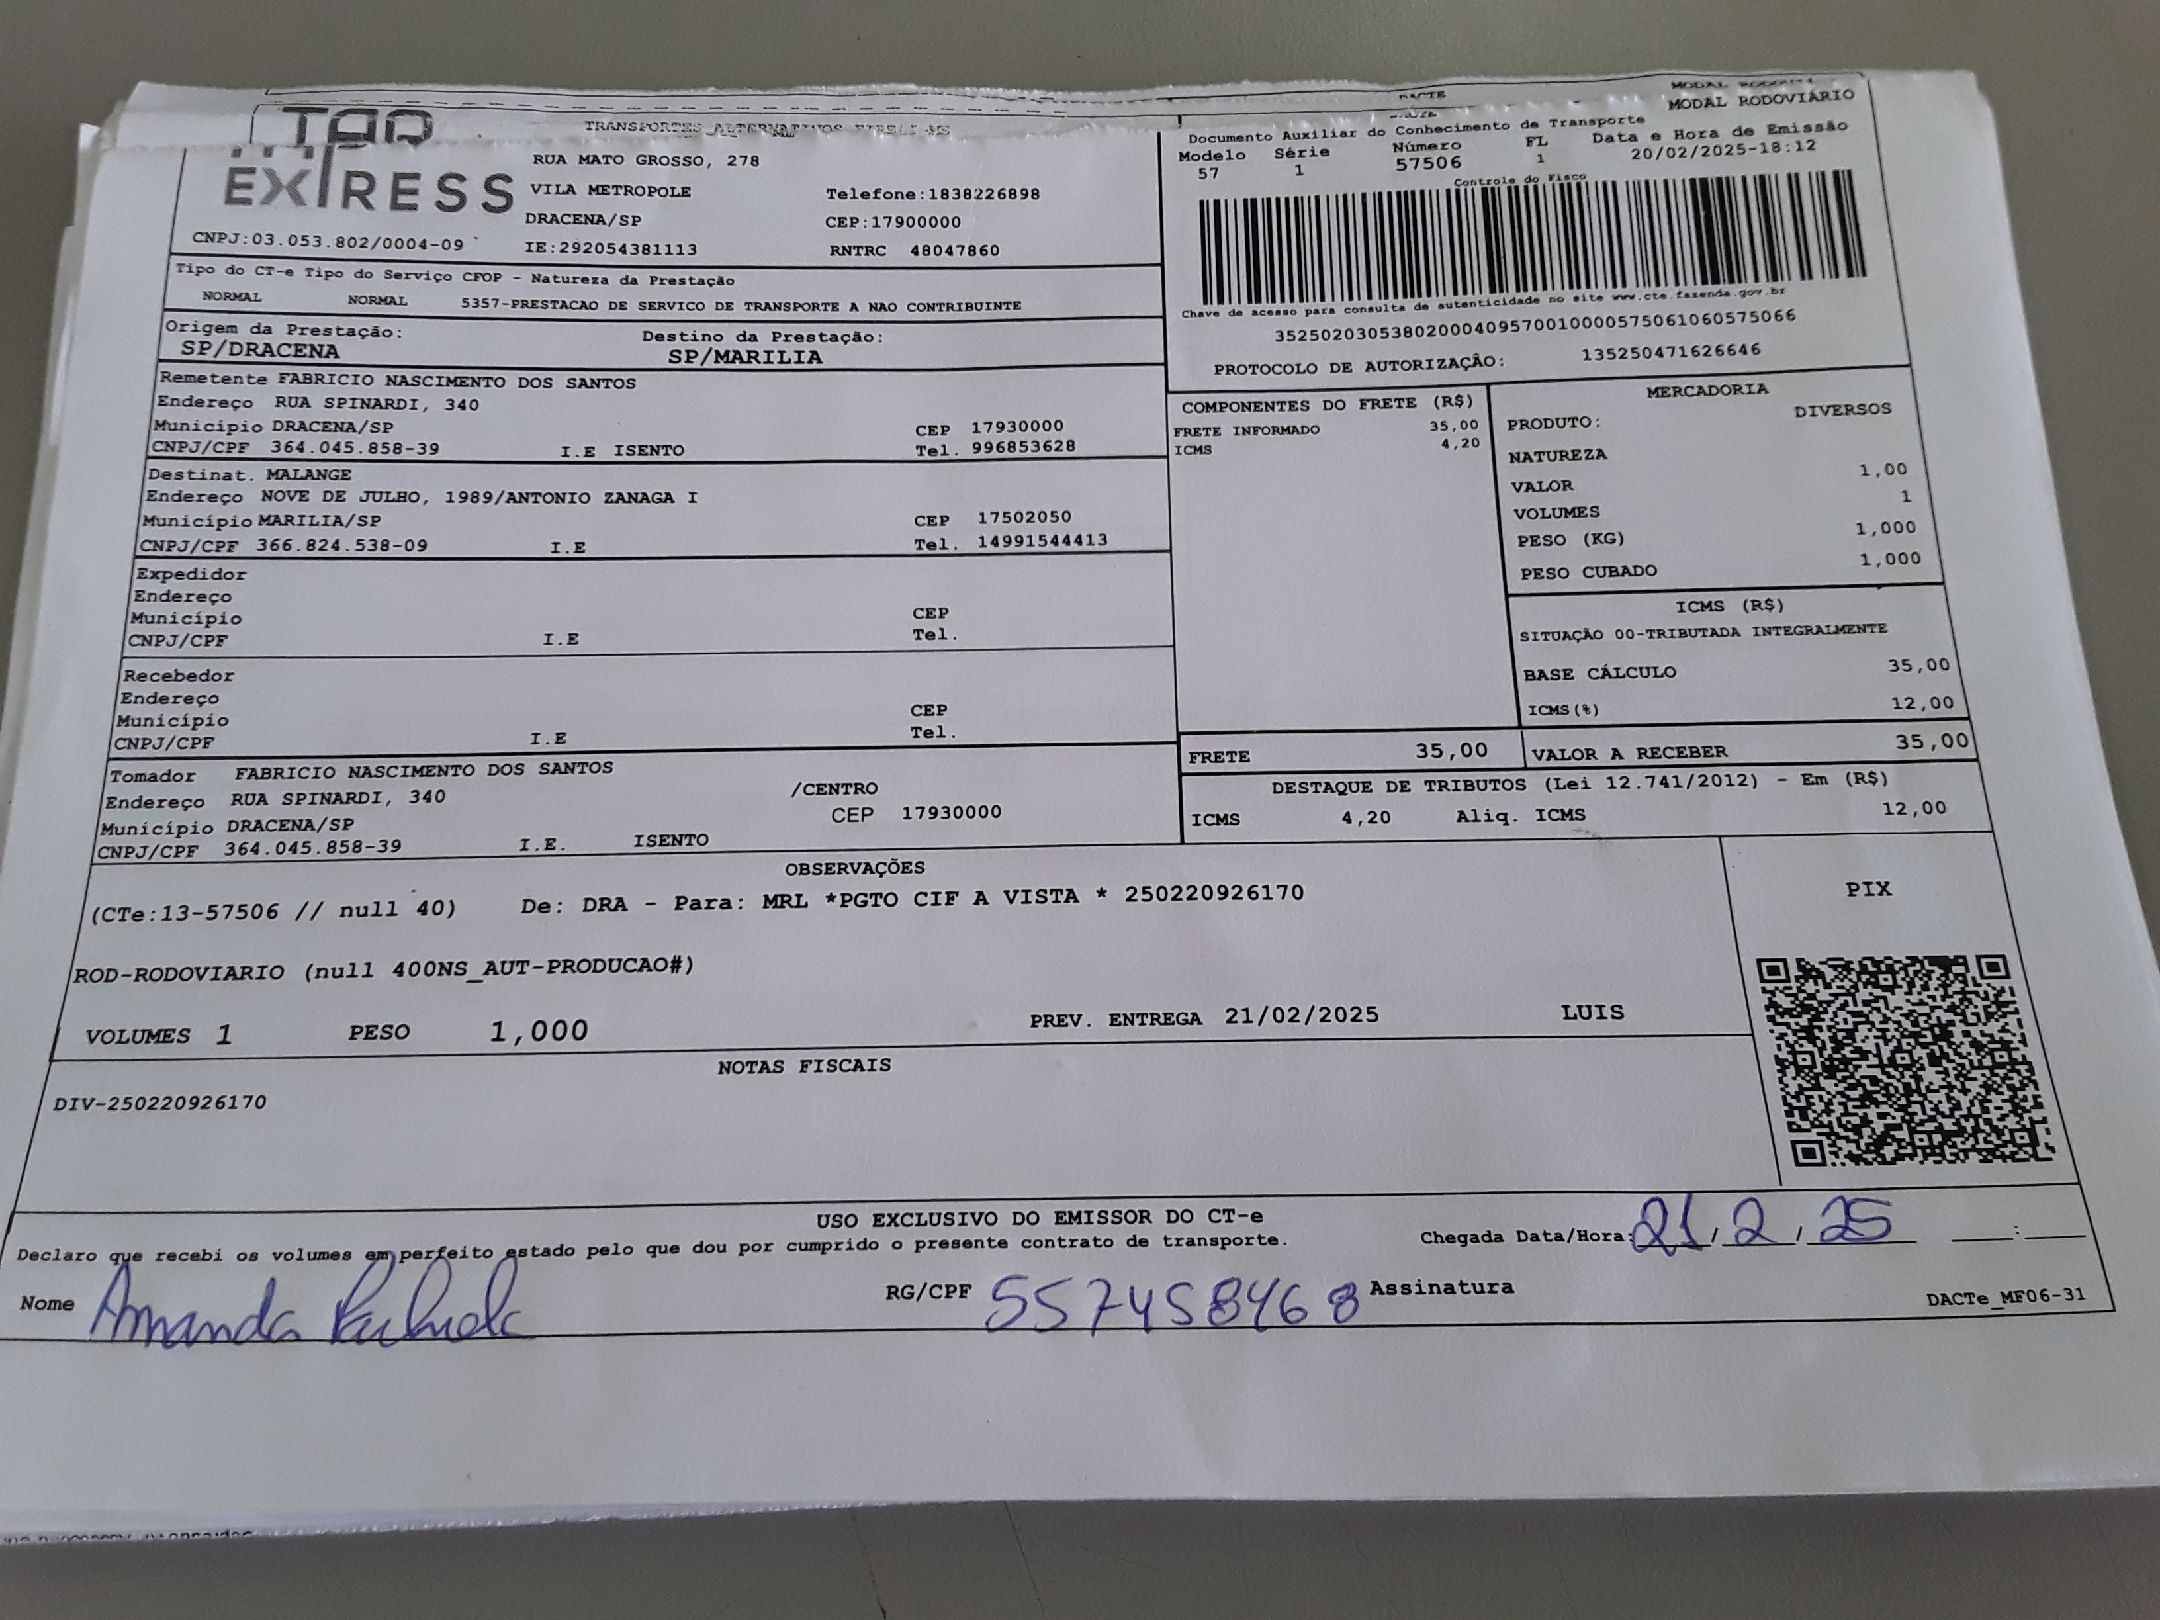 DACTE
MODAL RODOVIÁRIO
EXPRESS
RUA MATO GROSSO, 278
VILA METROPOLE Telefone:1838226898
DRACENA/SP CEP:17900000
CNPJ:03.053.802/0004-09 IE:292054381113 RNTRC 48047860
Documento Auxiliar do Conhecimento de Transporte
Modelo Série Número FL Data e Hora de Emissão
57 1 57506 1 20/02/2025-18:12
Controle do Fisco
Chave de acesso para consulta de autenticidade no site www.cte.fazenda.gov.br
35250203053802000409570010000575061060575066
PROTOCOLO DE AUTORIZAÇÃO: 135250471626646
Tipo do CT-e Tipo do Serviço CFOP - Natureza da Prestação
NORMAL NORMAL 5357-PRESTACAO DE SERVICO DE TRANSPORTE A NAO CONTRIBUINTE
Origem da Prestação: Destino da Prestação:
SP/DRACENA SP/MARILIA
Remetente FABRICIO NASCIMENTO DOS SANTOS
Endereço RUA SPINARDI, 340
Município DRACENA/SP CEP 17930000
CNPJ/CPF 364.045.858-39 I.E ISENTO Tel. 996853628
Destinat. MALANGE
Endereço NOVE DE JULHO, 1989/ANTONIO ZANAGA I
Município MARILIA/SP CEP 17502050
CNPJ/CPF 366.824.538-09 I.E Tel. 14991544413
Expedidor
Endereço
Município CEP
CNPJ/CPF I.E Tel.
Recebedor
Endereço
Município CEP
CNPJ/CPF I.E Tel.
Tomador FABRICIO NASCIMENTO DOS SANTOS
Endereço RUA SPINARDI, 340 /CENTRO
Município DRACENA/SP CEP 17930000
CNPJ/CPF 364.045.858-39 I.E. ISENTO
COMPONENTES DO FRETE (R$)
FRETE INFORMADO 35,00
ICMS 4,20
MERCADORIA
PRODUTO: DIVERSOS
NATUREZA
VALOR 1,00
VOLUMES 1
PESO (KG) 1,000
PESO CUBADO 1,000
ICMS (R$)
SITUAÇÃO 00-TRIBUTADA INTEGRALMENTE
BASE CÁLCULO 35,00
ICMS(%) 12,00
FRETE 35,00 VALOR A RECEBER 35,00
DESTAQUE DE TRIBUTOS (Lei 12.741/2012) - Em (R$)
ICMS 4,20 Aliq. ICMS 12,00
OBSERVAÇÕES
(CTe:13-57506 // null 40) De: DRA - Para: MRL *PGTO CIF A VISTA * 250220926170
ROD-RODOVIARIO (null 400NS_AUT-PRODUCAO#)
VOLUMES 1 PESO 1,000 PREV. ENTREGA 21/02/2025 LUIS
PIX
NOTAS FISCAIS
DIV-250220926170
USO EXCLUSIVO DO EMISSOR DO CT-e
Declaro que recebi os volumes em perfeito estado pelo que dou por cumprido o presente contrato de transporte.
Chegada Data/Hora: 21/2/25 :
Nome Amanda RG/CPF 557458468 Assinatura
DACTe_MF06-31